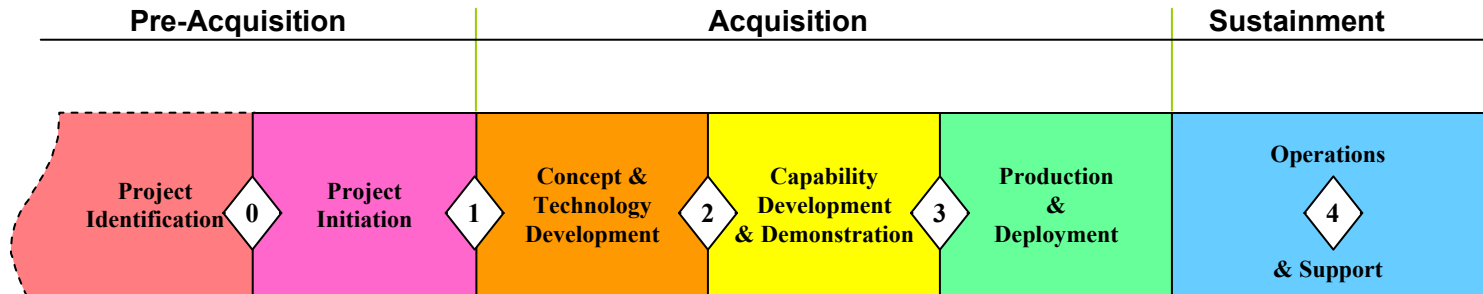 Pre-Acquisition
Acquisition
Sustainment
Project
Identification
0
Project
Initiation
1
Concept &
Technology
Development
2
Capability
Development
& Demonstration
3
Production
&
Deployment
Operations
4
& Support